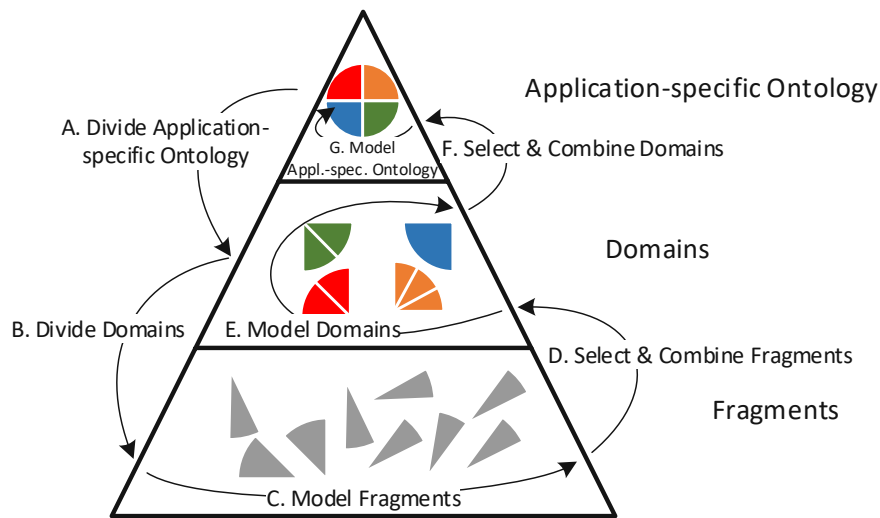 Application-specific Ontology
A. Divide Application-
specific Ontology
G. Model
Appl.-spec. Ontology
F. Select & Combine Domains
Domains
B. Divide Domains
E. Model Domains
D. Select & Combine Fragments
Fragments
C. Model Fragments